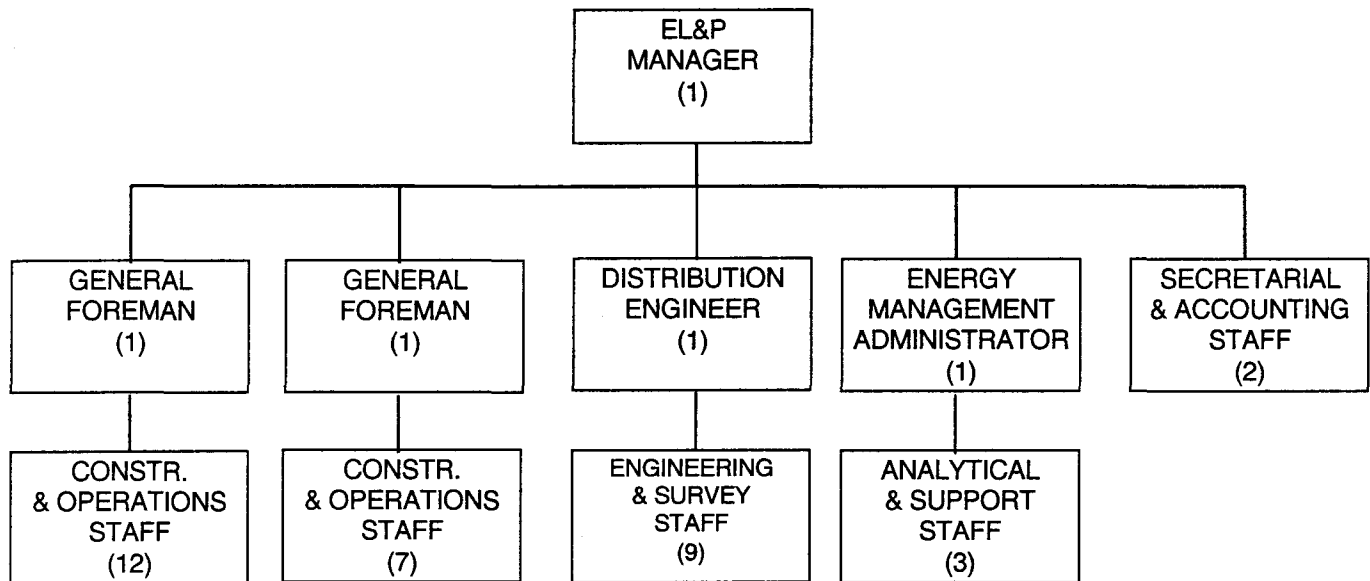 EL&P
MANAGER
(1)
GENERAL
FOREMAN
(1)
GENERAL
FOREMAN
(1)
DISTRIBUTION
ENGINEER
(1)
ENERGY
MANAGEMENT
ADMINISTRATOR
(1)
SECRETARIAL
& ACCOUNTING
STAFF
(2)
CONSTR.
& OPERATIONS
STAFF
(12)
CONSTR.
& OPERATIONS
STAFF
(7)
ENGINEERING
& SURVEY
STAFF
(9)
ANALYTICAL
& SUPPORT
STAFF
(3)